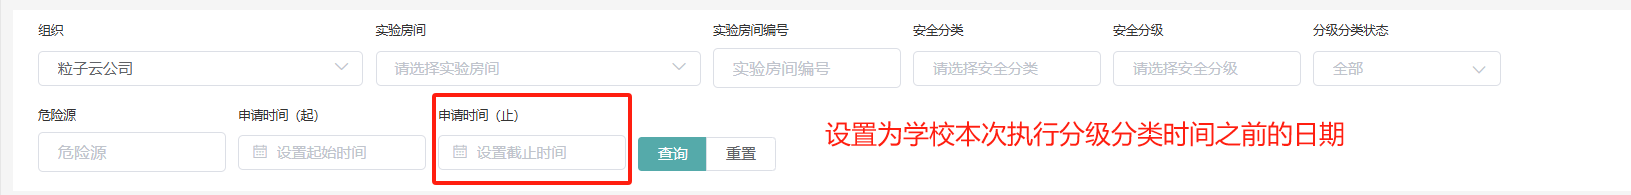 组织 实验房间 实验房间编号 安全分类 安全分级 分级分类状态
粒子云公司 请选择实验房间 实验房间编号 请选择安全分类 请选择安全分级 全部
危险源 申请时间（起） 申请时间（止）
危险源 设置起始时间 设置截止时间 查询 重置
设置为学校本次执行分级分类时间之前的日期